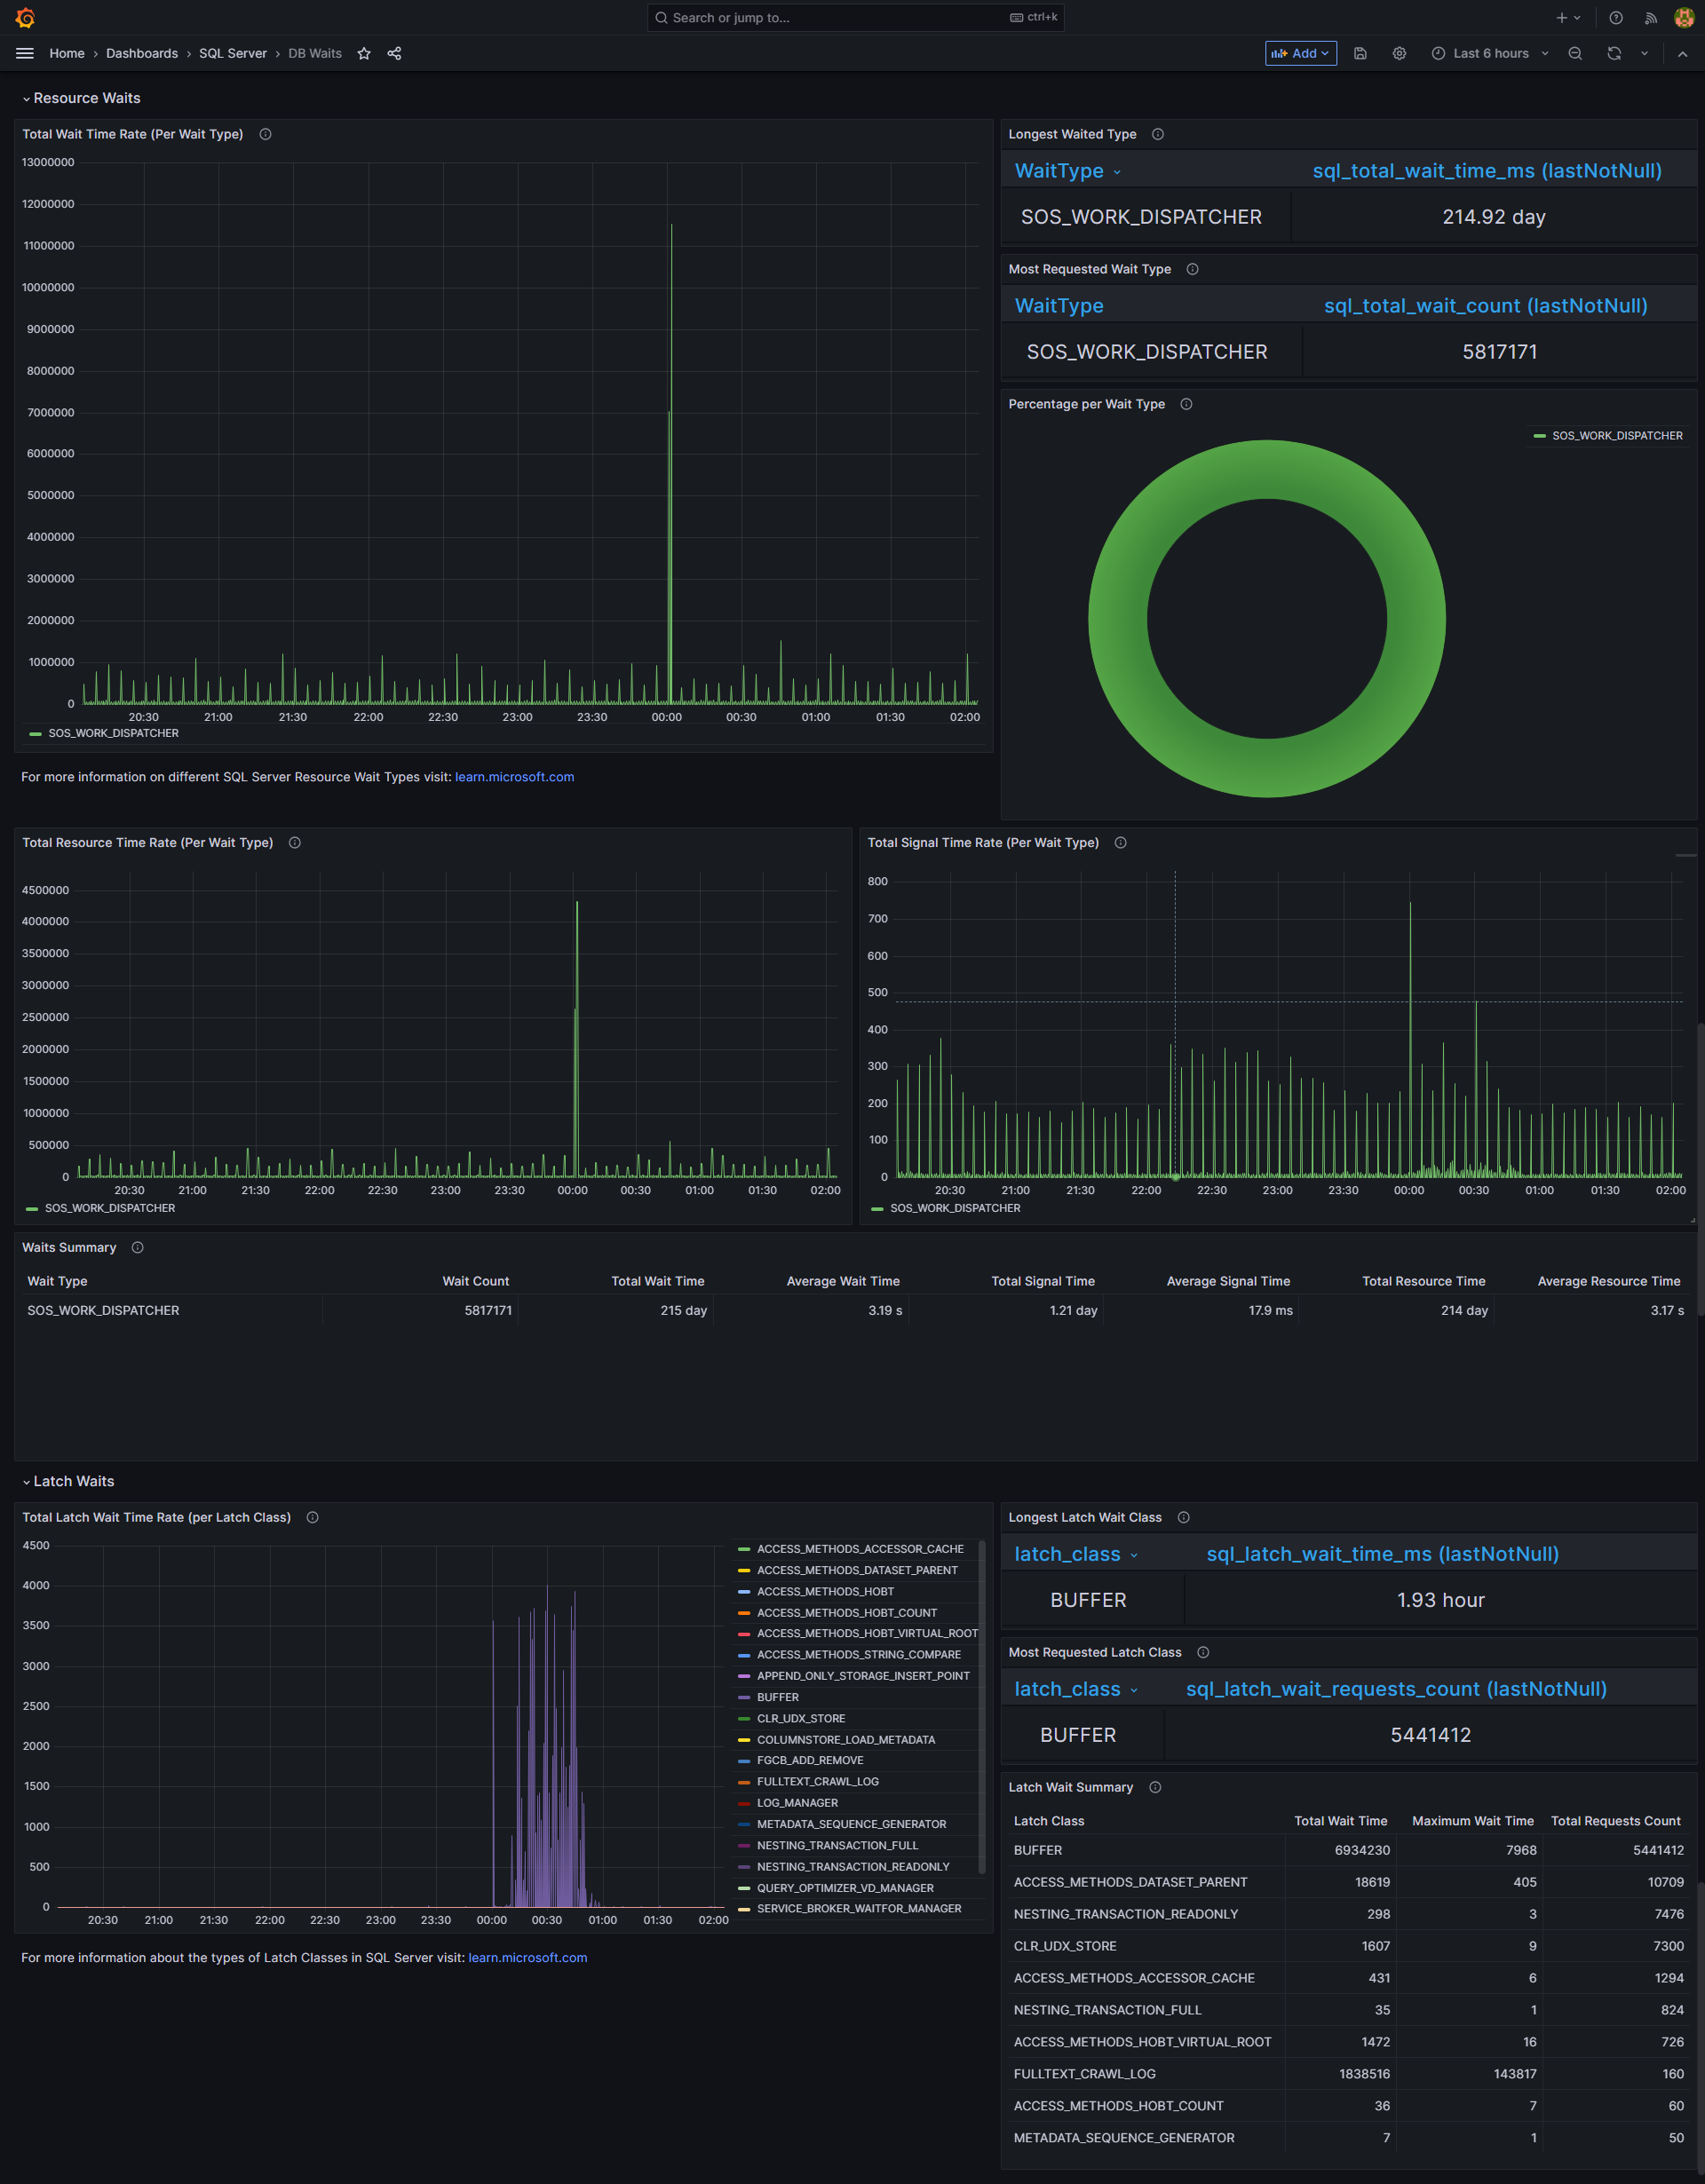 Search or jump to...
ctrl+k
Home
Dashboards
SQL Server
DB Waits
Add
Last 6 hours
Resource Waits
Total Wait Time Rate (Per Wait Type)
13000000
12000000
11000000
10000000
9000000
8000000
7000000
6000000
5000000
4000000
3000000
2000000
1000000
0
20:30 21:00 21:30 22:00 22:30 23:00 23:30 00:00 00:30 01:00 01:30 02:00
SOS_WORK_DISPATCHER
For more information on different SQL Server Resource Wait Types visit: learn.microsoft.com
Longest Waited Type
WaitType sql_total_wait_time_ms (lastNotNull)
SOS_WORK_DISPATCHER 214.92 day
Most Requested Wait Type
WaitType sql_total_wait_count (lastNotNull)
SOS_WORK_DISPATCHER 5817171
Percentage per Wait Type
SOS_WORK_DISPATCHER
Total Resource Time Rate (Per Wait Type)
4500000
4000000
3500000
3000000
2500000
2000000
1500000
1000000
500000
0
20:30 21:00 21:30 22:00 22:30 23:00 23:30 00:00 00:30 01:00 01:30 02:00
SOS_WORK_DISPATCHER
Total Signal Time Rate (Per Wait Type)
800
700
600
500
400
300
200
100
0
20:30 21:00 21:30 22:00 22:30 23:00 23:30 00:00 00:30 01:00 01:30 02:00
SOS_WORK_DISPATCHER
Waits Summary
Wait Type Wait Count Total Wait Time Average Wait Time Total Signal Time Average Signal Time Total Resource Time Average Resource Time
SOS_WORK_DISPATCHER 5817171 215 day 3.19 s 1.21 day 17.9 ms 214 day 3.17 s
Latch Waits
Total Latch Wait Time Rate (per Latch Class)
4500
4000
3500
3000
2500
2000
1500
1000
500
0
20:30 21:00 21:30 22:00 22:30 23:00 23:30 00:00 00:30 01:00 01:30 02:00
ACCESS_METHODS_ACCESSOR_CACHE
ACCESS_METHODS_DATASET_PARENT
ACCESS_METHODS_HOBT
ACCESS_METHODS_HOBT_COUNT
ACCESS_METHODS_HOBT_VIRTUAL_ROOT
ACCESS_METHODS_STRING_COMPARE
APPEND_ONLY_STORAGE_INSERT_POINT
BUFFER
CLR_UDX_STORE
COLUMNSTORE_LOAD_METADATA
FGCB_ADD_REMOVE
FULLTEXT_CRAWL_LOG
LOG_MANAGER
METADATA_SEQUENCE_GENERATOR
NESTING_TRANSACTION_FULL
NESTING_TRANSACTION_READONLY
QUERY_OPTIMIZER_VD_MANAGER
SERVICE_BROKER_WAITFOR_MANAGER
For more information about the types of Latch Classes in SQL Server visit: learn.microsoft.com
Longest Latch Wait Class
latch_class sql_latch_wait_time_ms (lastNotNull)
BUFFER 1.93 hour
Most Requested Latch Class
latch_class sql_latch_wait_requests_count (lastNotNull)
BUFFER 5441412
Latch Wait Summary
Latch Class Total Wait Time Maximum Wait Time Total Requests Count
BUFFER 6934230 7968 5441412
ACCESS_METHODS_DATASET_PARENT 18619 405 10709
NESTING_TRANSACTION_READONLY 298 3 7476
CLR_UDX_STORE 1607 9 7300
ACCESS_METHODS_ACCESSOR_CACHE 431 6 1294
NESTING_TRANSACTION_FULL 35 1 824
ACCESS_METHODS_HOBT_VIRTUAL_ROOT 1472 16 726
FULLTEXT_CRAWL_LOG 1838516 143817 160
ACCESS_METHODS_HOBT_COUNT 36 7 60
METADATA_SEQUENCE_GENERATOR 7 1 50